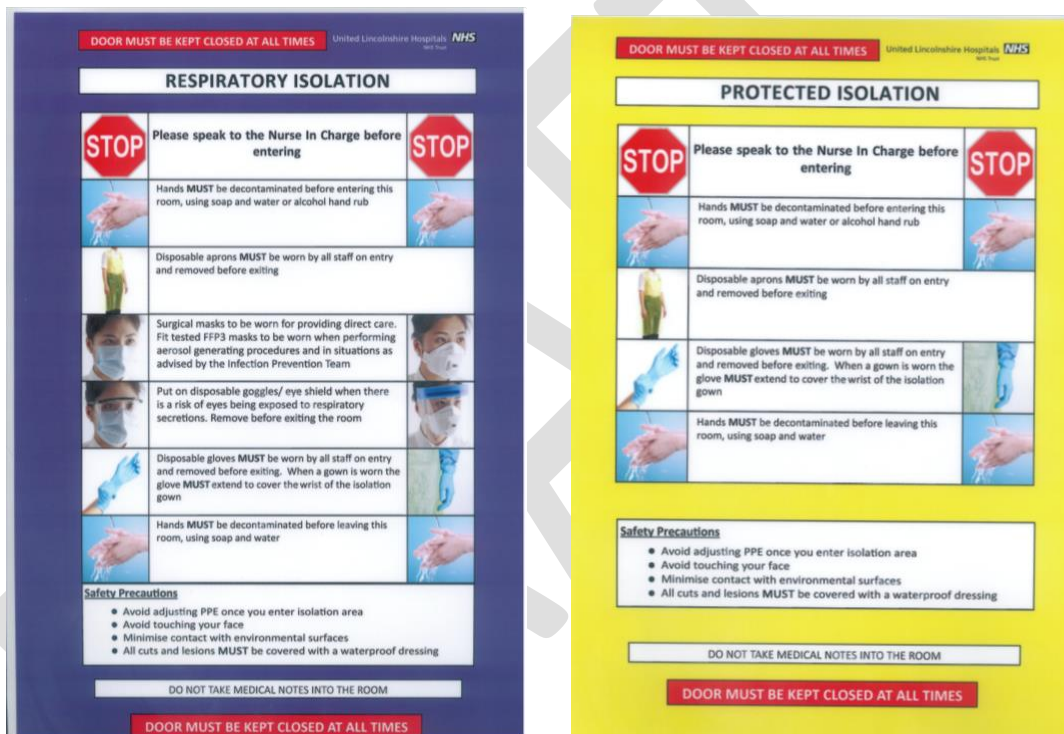 DOOR MUST BE KEPT CLOSED AT ALL TIMES
United Lincolnshire Hospitals NHS
NHS Trust
RESPIRATORY ISOLATION
STOP
Please speak to the Nurse In Charge before
entering
STOP
Hands MUST be decontaminated before entering this
room, using soap and water or alcohol hand rub
Disposable aprons MUST be worn by all staff on entry
and removed before exiting
Surgical masks to be worn for providing direct care.
Fit tested FFP3 masks to be worn when performing
aerosol generating procedures and in situations as
advised by the Infection Prevention Team
Put on disposable goggles/ eye shield when there
is a risk of eyes being exposed to respiratory
secretions. Remove before exiting the room
Disposable gloves MUST be worn by all staff on entry
and removed before exiting. When a gown is worn the
glove MUST extend to cover the wrist of the isolation
gown
Hands MUST be decontaminated before leaving this
room, using soap and water
Safety Precautions
● Avoid adjusting PPE once you enter isolation area
● Avoid touching your face
● Minimise contact with environmental surfaces
● All cuts and lesions MUST be covered with a waterproof dressing
DO NOT TAKE MEDICAL NOTES INTO THE ROOM
DOOR MUST BE KEPT CLOSED AT ALL TIMES
DOOR MUST BE KEPT CLOSED AT ALL TIMES
United Lincolnshire Hospitals NHS
NHS Trust
PROTECTED ISOLATION
STOP
Please speak to the Nurse In Charge before
entering
STOP
Hands MUST be decontaminated before entering this
room, using soap and water or alcohol hand rub
Disposable aprons MUST be worn by all staff on entry
and removed before exiting
Disposable gloves MUST be worn by all staff on entry
and removed before exiting. When a gown is worn the
glove MUST extend to cover the wrist of the isolation
gown
Hands MUST be decontaminated before leaving this
room, using soap and water
Safety Precautions
● Avoid adjusting PPE once you enter isolation area
● Avoid touching your face
● Minimise contact with environmental surfaces
● All cuts and lesions MUST be covered with a waterproof dressing
DO NOT TAKE MEDICAL NOTES INTO THE ROOM
DOOR MUST BE KEPT CLOSED AT ALL TIMES